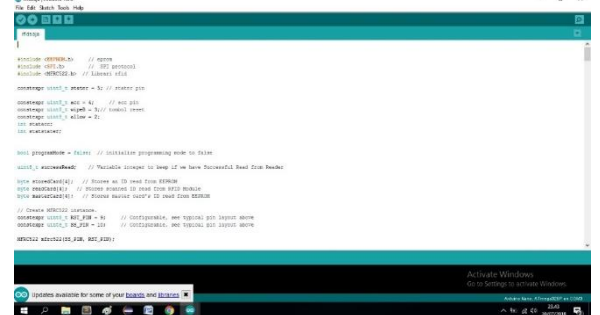 File Edit Sketch Tools Help
#include <EEPROM.h> // eprom
#include <SPI.h> // SPI protocol
#include <MFRC522.h> // Librari rfid
constexpr uint8_t stater = 5; // stater pin
constexpr uint8_t acc = 4; // acc pin
constexpr uint8_t wipeB = 3; // tombol reset
constexpr uint8_t allow = 2;
int
int
bool programMode = false; // initialize programming mode to false
uint8_t successRead; // Variable integer to keep if we have Successful Read from Reader
byte storedCard[4]; // Stores an ID read from EEPROM
byte readCard[4]; // Stores scanned ID read from RFID Module
byte masterCard[4]; // Stores master card's ID read from EEPROM
// Create MFRC522 instance.
constexpr uint8_t RST_PIN = 9; // Configurable, see typical pin layout above
constexpr uint8_t SS_PIN = 10; // Configurable, see typical pin layout above
MFRC522 mfrc522(SS_PIN, RST_PIN);
Activate Windows
Go to Settings to activate Windows.
Updates available for some of your boards and libraries